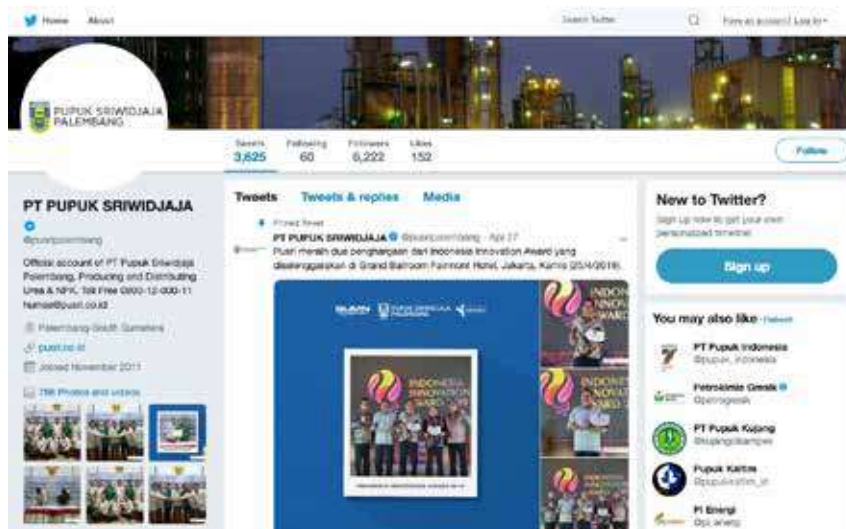 Home About
Search Twitter
Have an account? Log in
PUPUK SRIWIDJAJA
PALEMBANG
Tweets Following Followers Likes
3,625 60 6,222 152
Follow
PT PUPUK SRIWIDJAJA
@pusripalembang
Official account of PT Pupuk Sriwidjaja
Palembang, Producing and Distributing
Urea & NPK. Toll Free 0800-12-000-11
humas@pusri.co.id
Palembang-South Sumatera
pusri.co.id
Joined November 2011
Photos and videos
Tweets Tweets & replies Media
Pinned Tweet
PT PUPUK SRIWIDJAJA @pusripalembang · Apr 27
Pusri meraih dua penghargaan dari Indonesia Innovation Award yang
diselenggarakan di Grand Ballroom Fairmont Hotel, Jakarta, Kamis (25/4/2019).
PUPUK SRIWIDJAJA
PALEMBANG
INDONESIA
INNOVATION
AWARD
New to Twitter?
Sign up now to get your own
personalized timeline!
Sign up
You may also like · Refresh
PT Pupuk Indonesia
@pupuk_indonesia
Petrokimia Gresik
@petrogresik
PT Pupuk Kujang
@kujangcikampek
Pupuk Kaltim
@pupukkaltim_id
PI Energi
@pi_energi